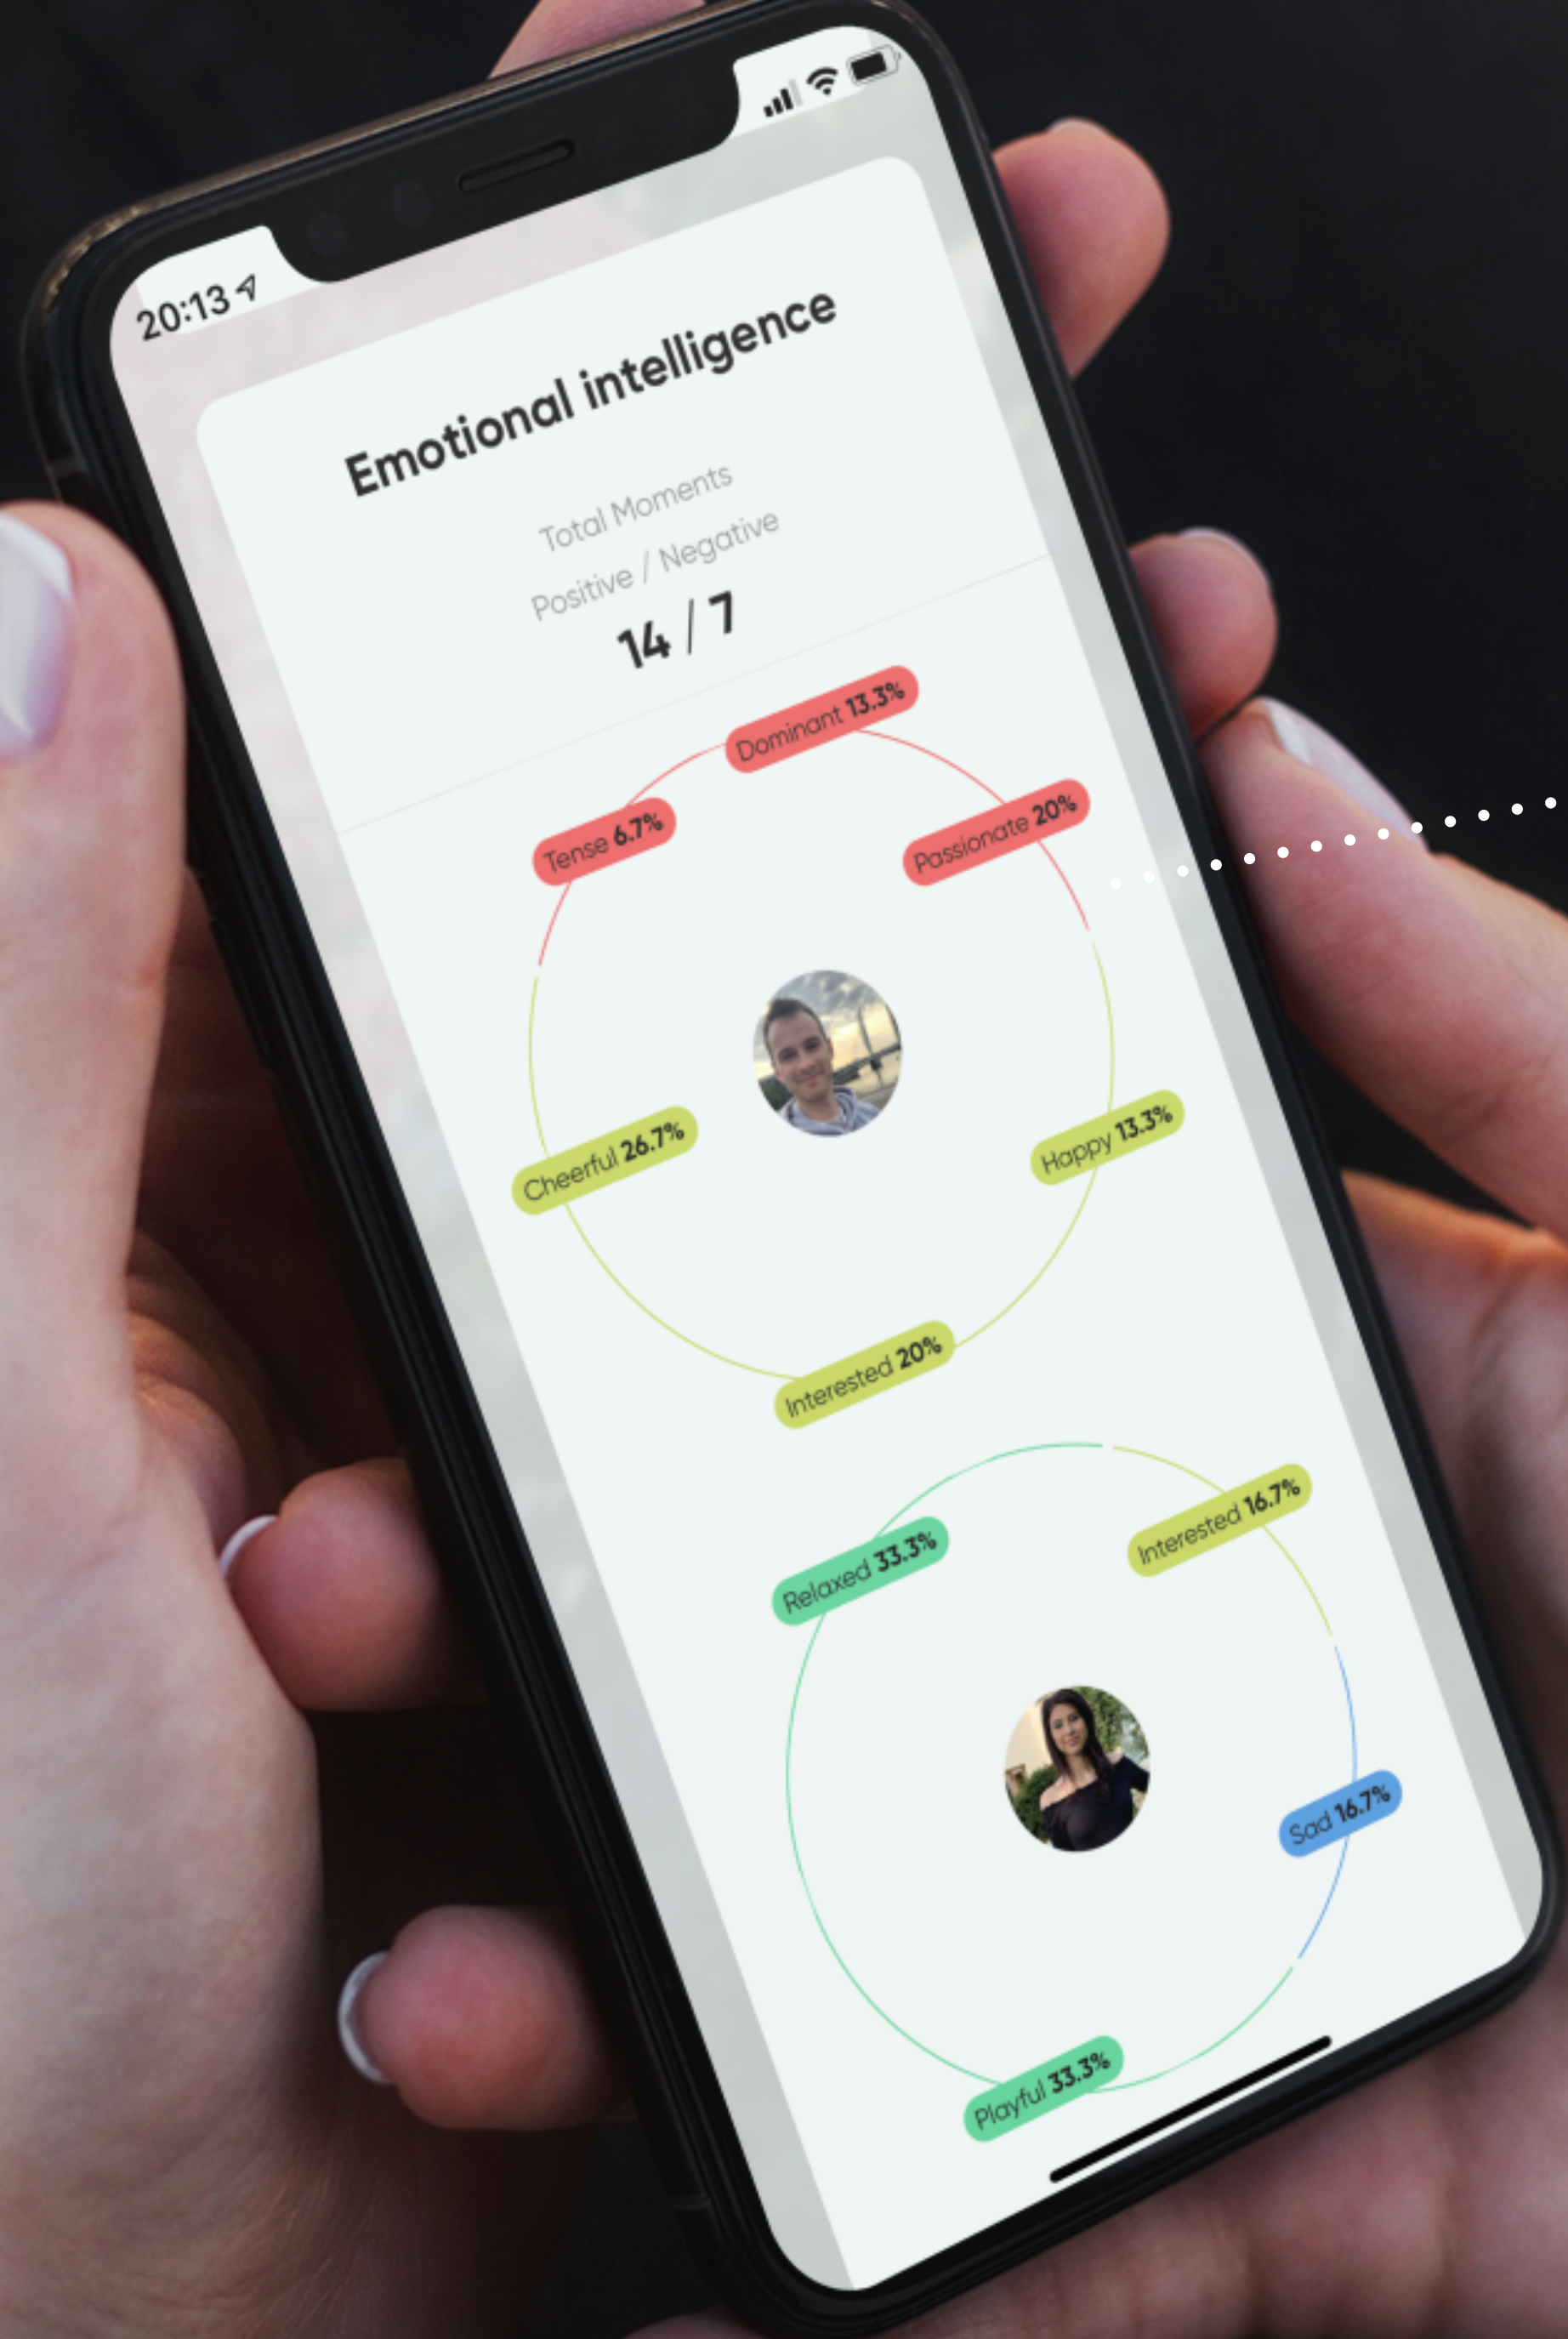 20:13
Emotional intelligence
Total Moments
Positive / Negative
14 / 7
Dominant 13.3%
Tense 6.7%
Passionate 20%
Cheerful 26.7%
Happy 13.3%
Interested 20%
Relaxed 33.3%
Interested 16.7%
Sad 16.7%
Playful 33.3%